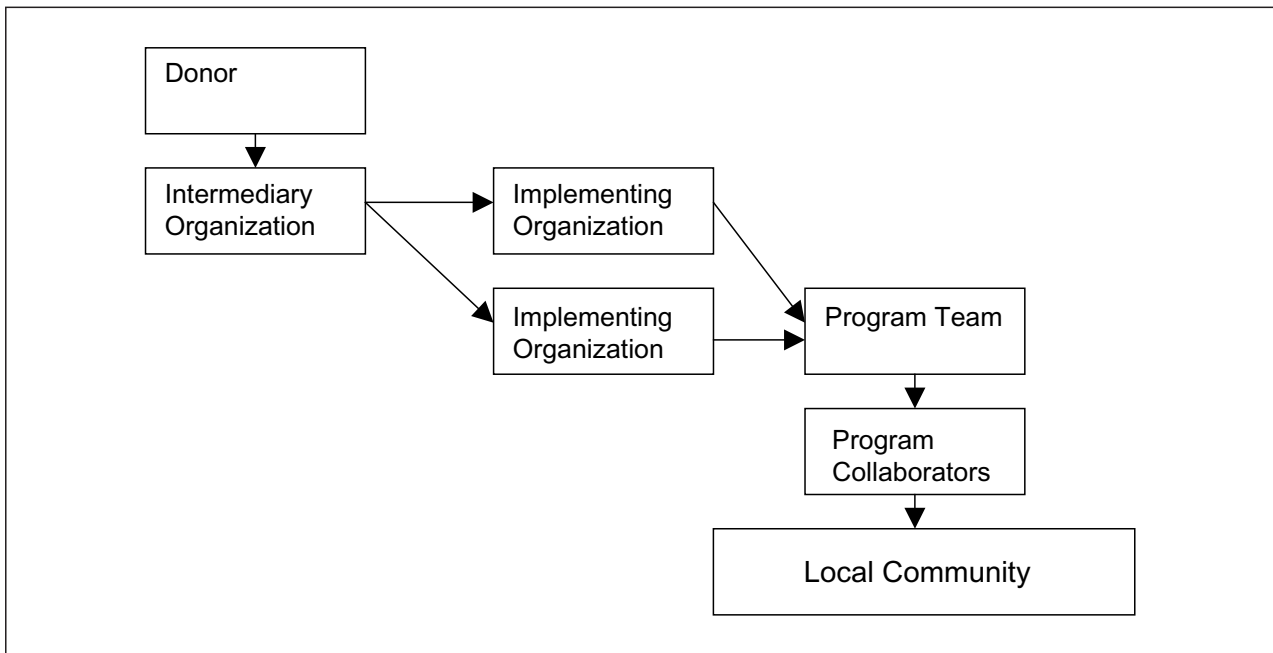 Donor
Intermediary
Organization
Implementing
Organization
Implementing
Organization
Program Team
Program
Collaborators
Local Community